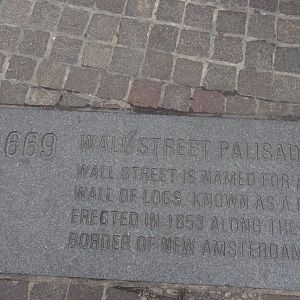 669 WALL STREET PALISAD
WALL STREET IS NAMED FOR
WALL OF LOGS, KNOWN AS A
ERECTED IN 1653 ALONG THE
BORDER OF NEW AMSTERDAM